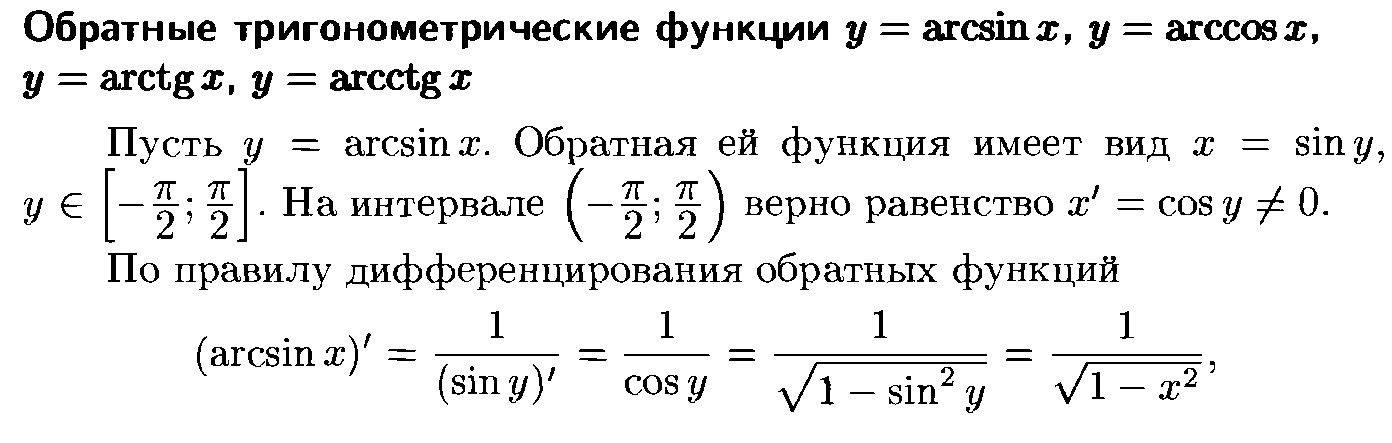 Обратные тригонометрические функции y = arcsin x, y = arccos x,
y = arctg x, y = arcctg x
Пусть y = arcsin x. Обратная ей функция имеет вид x = sin y,
y ∈ [−π/2; π/2]. На интервале (−π/2; π/2) верно равенство x′ = cos y ≠ 0.
По правилу дифференцирования обратных функций
(arcsin x)′ = 1/(sin y)′ = 1/cos y = 1/√(1 − sin² y) = 1/√(1 − x²),